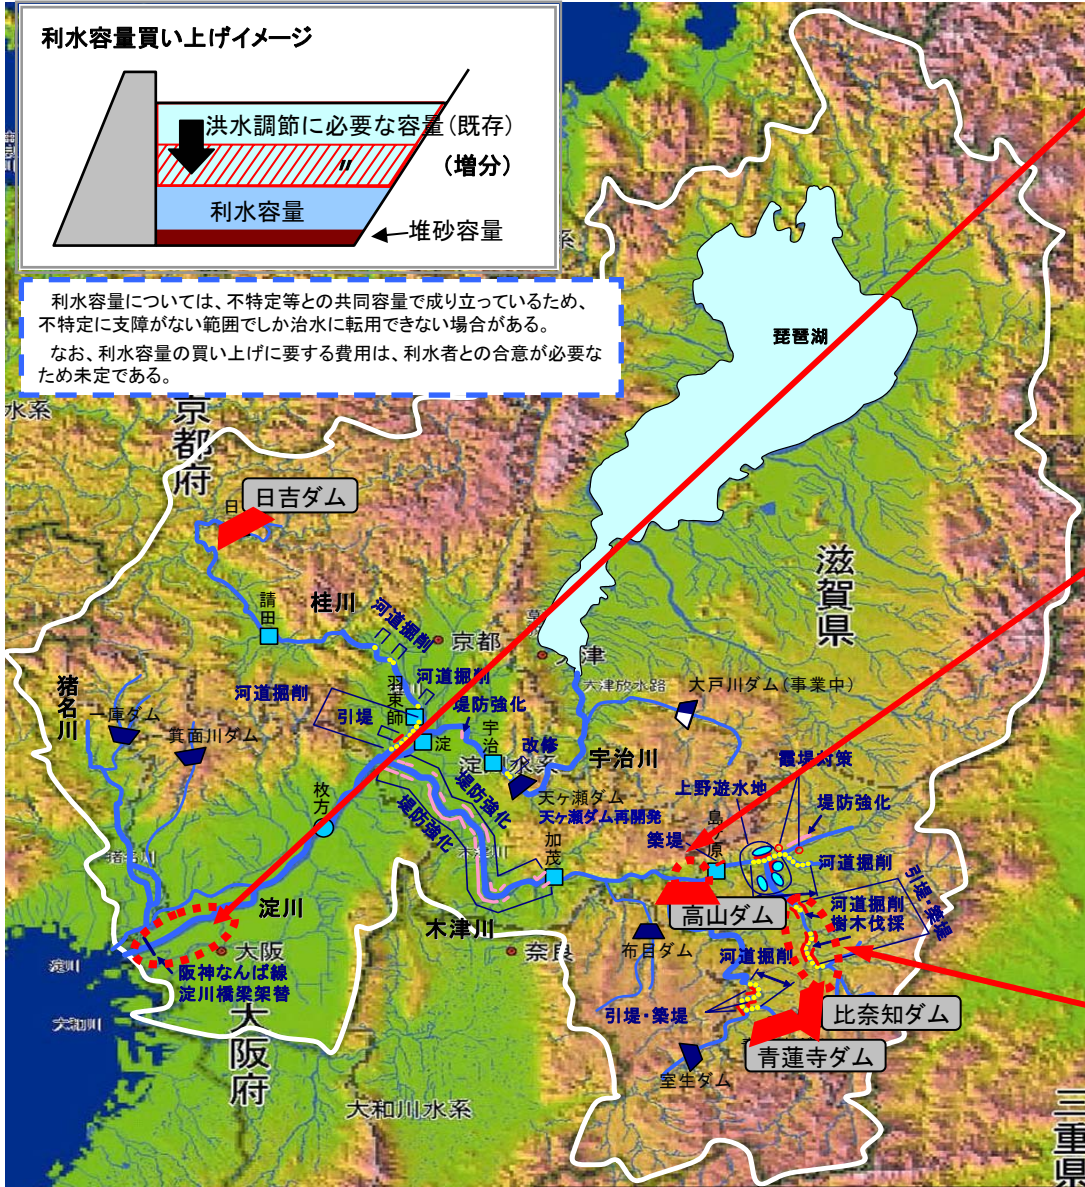 利水容量買い上げイメージ
洪水調節に必要な容量(既存)
〃
(増分)
利水容量
堆砂容量
利水容量については、不特定等との共同容量で成り立っているため、
不特定に支障がない範囲でしか治水に転用できない場合がある。
なお、利水容量の買い上げに要する費用は、利水者との合意が必要な
ため未定である。
水系
京都府
琵琶湖
日吉ダム
滋賀県
請田
桂川
河道掘削
京都
大津
大津放水路
大戸川ダム(事業中)
猪名川
一庫ダム
箕面川ダム
河道掘削
引堤
羽束師
河道掘削
堤防強化
淀
宇治
淀川水系
改修
宇治川
天ヶ瀬ダム
天ヶ瀬ダム再開発
霞堤対策
上野遊水地
堤防強化
枚方
堤防強化
堤防強化
木津川
加茂
築堤
島ヶ原
河道掘削
猪名川
高山ダム
河道掘削
樹木伐採
引堤・築堤
淀川
木津川
淀川
大阪
奈良
布目ダム
河道掘削
阪神なんば線
淀川橋梁架替
大和川
大阪府
引堤・築堤
比奈知ダム
青蓮寺ダム
室生ダム
大和川水系
三重県